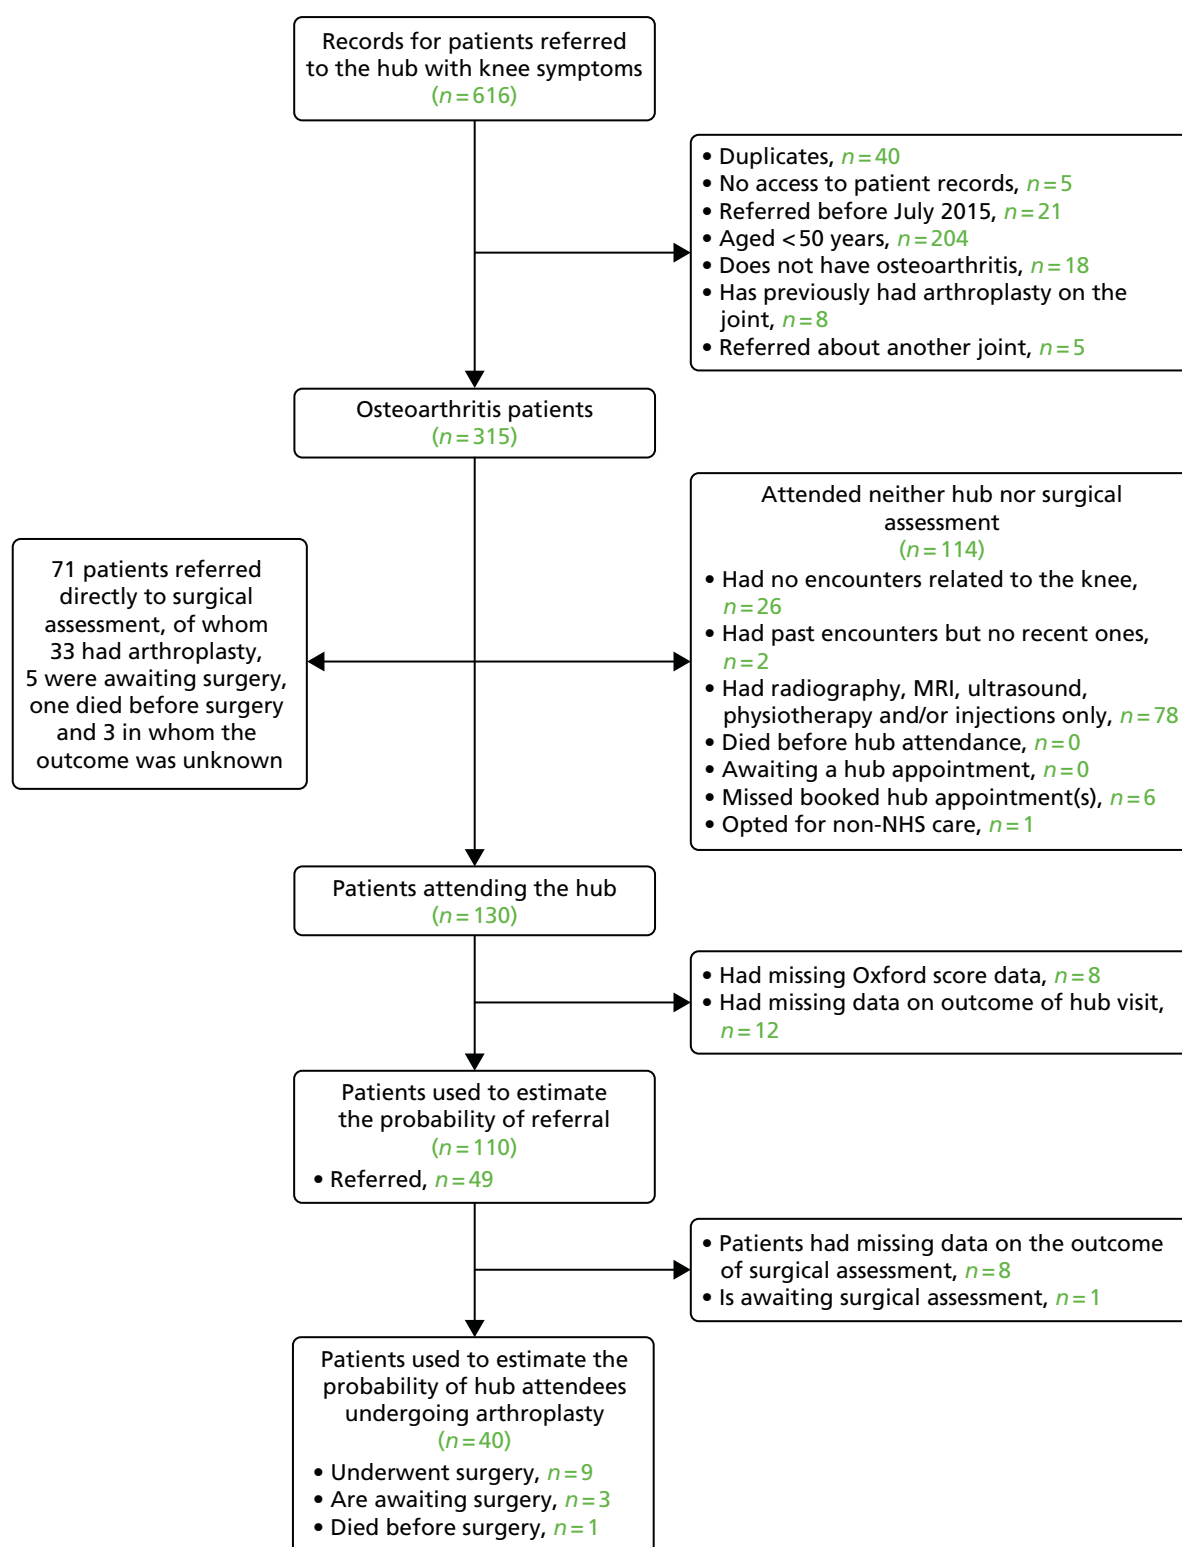 Records for patients referred
to the hub with knee symptoms
(n=616)
• Duplicates, n=40
• No access to patient records, n=5
• Referred before July 2015, n=21
• Aged <50 years, n=204
• Does not have osteoarthritis, n=18
• Has previously had arthroplasty on the
joint, n=8
• Referred about another joint, n=5
Osteoarthritis patients
(n=315)
Attended neither hub nor surgical
assessment
(n=114)
• Had no encounters related to the knee,
n=26
• Had past encounters but no recent ones,
n=2
• Had radiography, MRI, ultrasound,
physiotherapy and/or injections only, n=78
• Died before hub attendance, n=0
• Awaiting a hub appointment, n=0
• Missed booked hub appointment(s), n=6
• Opted for non-NHS care, n=1
71 patients referred
directly to surgical
assessment, of whom
33 had arthroplasty,
5 were awaiting surgery,
one died before surgery
and 3 in whom the
outcome was unknown
Patients attending the hub
(n=130)
• Had missing Oxford score data, n=8
• Had missing data on outcome of hub visit,
n=12
Patients used to estimate
the probability of referral
(n=110)
• Referred, n=49
• Patients had missing data on the outcome
of surgical assessment, n=8
• Is awaiting surgical assessment, n=1
Patients used to estimate the
probability of hub attendees
undergoing arthroplasty
(n=40)
• Underwent surgery, n=9
• Are awaiting surgery, n=3
• Died before surgery, n=1